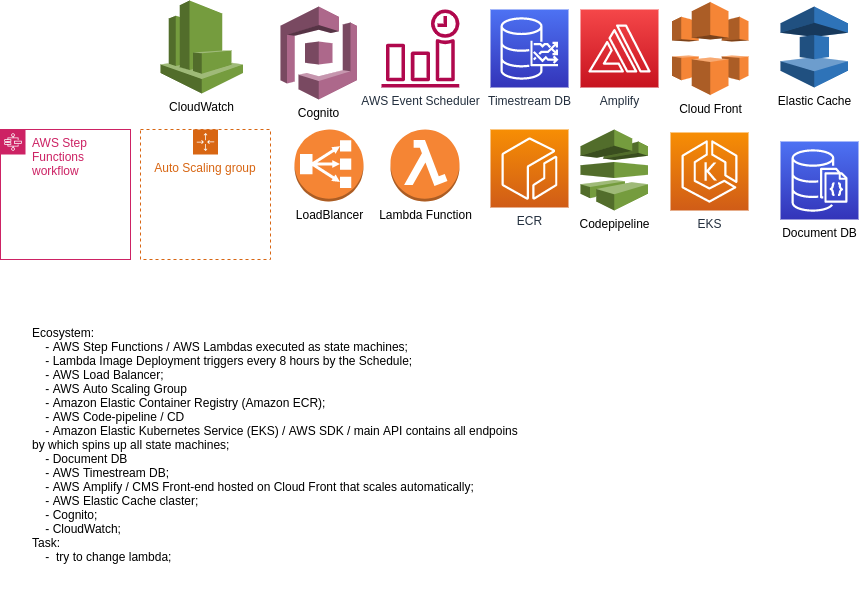 CloudWatch
Cognito
AWS Event Scheduler
Timestream DB
Amplify
Cloud Front
Elastic Cache
AWS Step
Functions
workflow
Auto Scaling group
LoadBlancer
Lambda Function
ECR
Codepipeline
EKS
Document DB
Ecosystem:
- AWS Step Functions / AWS Lambdas executed as state machines;
- Lambda Image Deployment triggers every 8 hours by the Schedule;
- AWS Load Balancer;
- AWS Auto Scaling Group
- Amazon Elastic Container Registry (Amazon ECR);
- AWS Code-pipeline / CD
- Amazon Elastic Kubernetes Service (EKS) / AWS SDK / main API contains all endpoins
by which spins up all state machines;
- Document DB
- AWS Timestream DB;
- AWS Amplify / CMS Front-end hosted on Cloud Front that scales automatically;
- AWS Elastic Cache claster;
- Cognito;
- CloudWatch;
Task:
- try to change lambda;